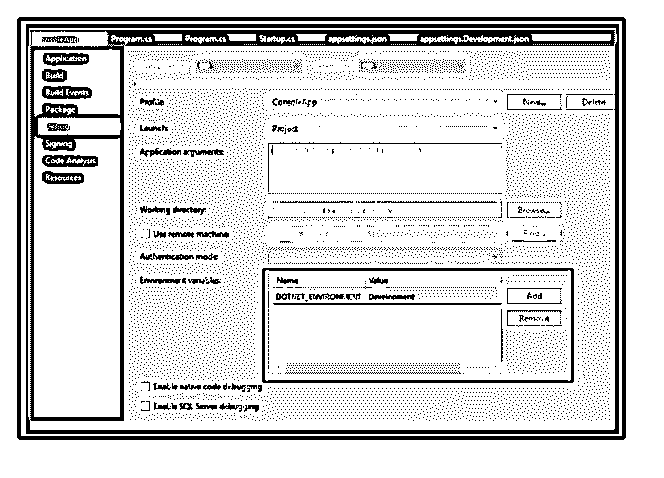 ConsoleApp Program.cs Program.cs Startup.cs appsettings.json appsettings.Development.json
Application
Build
Build Events
Package
Debug
Signing
Code Analysis
Resources
Profile ConsoleApp New... Delete
Launch: Project
Application arguments:
Working directory: Browse...
Use remote machine Find...
Authentication mode
Environment variables:
Name Value
DOTNET_ENVIRONMENT Development
Add
Remove
Enable native code debugging
Enable SQL Server debugging